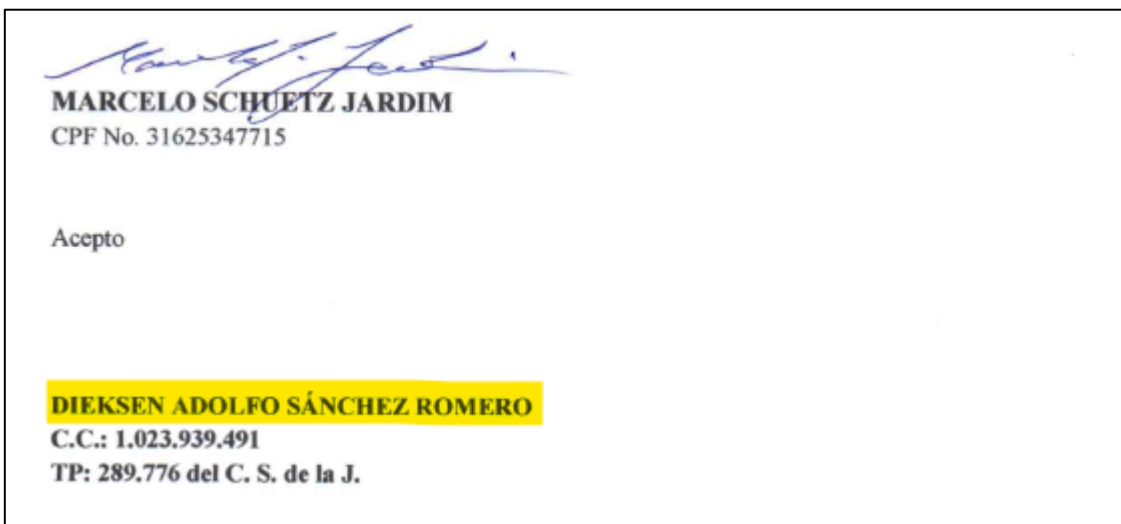 MARCELO SCHUETZ JARDIM
CPF No. 31625347715
Acepto
DIEKSEN ADOLFO SÁNCHEZ ROMERO
C.C.: 1.023.939.491
TP: 289.776 del C. S. de la J.